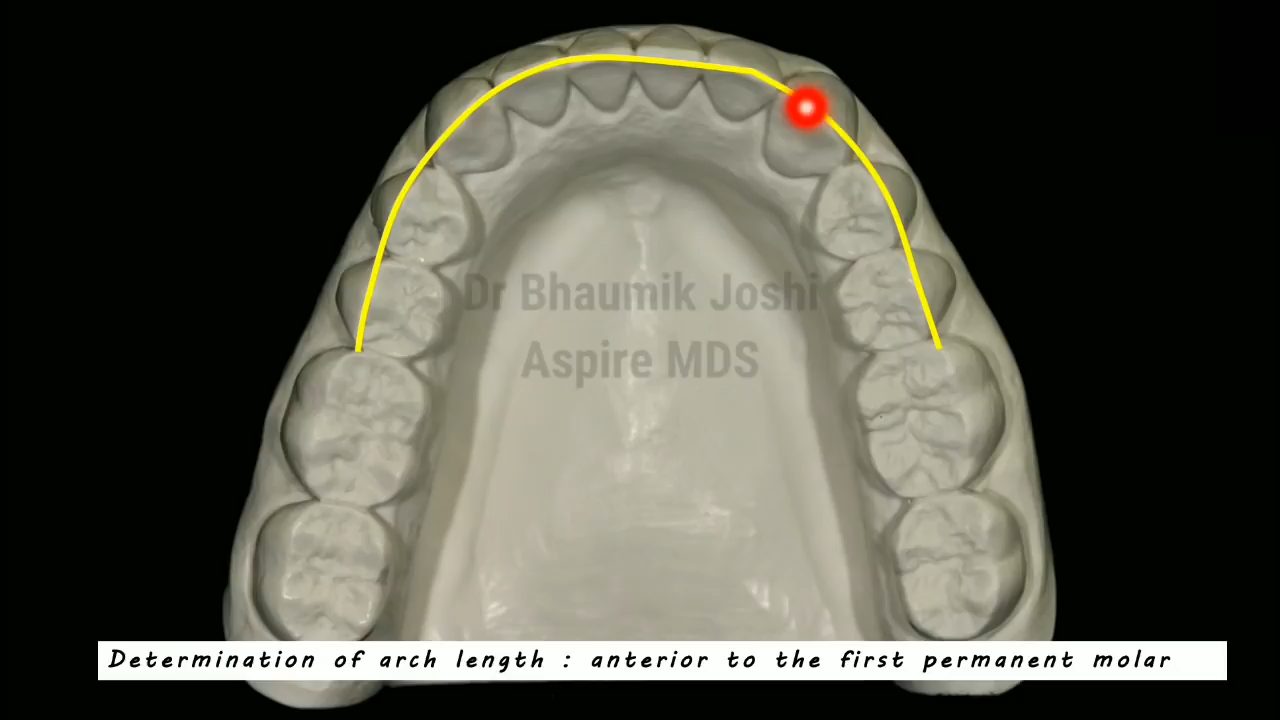 Dr Bhaumik Joshi
Aspire MDS
Determination of arch length : anterior to the first permanent molar